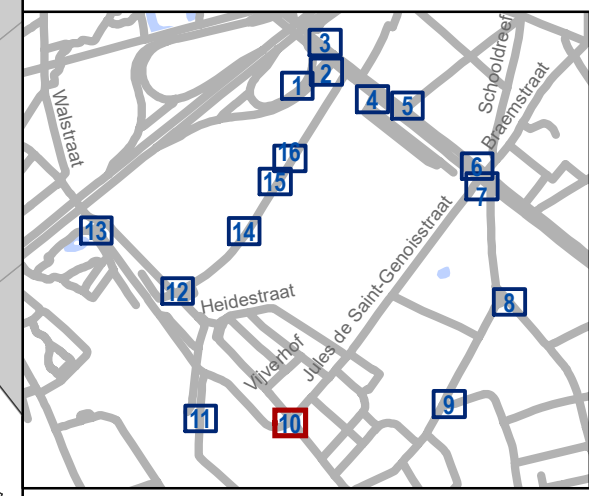 3
2
1
4
5
Schooldreef
Braemstraat
Walstraat
16
15
6
7
13
14
12
Heidestraat
Jules de Saint-Genoisstraat
8
Vijverhof
9
11
10